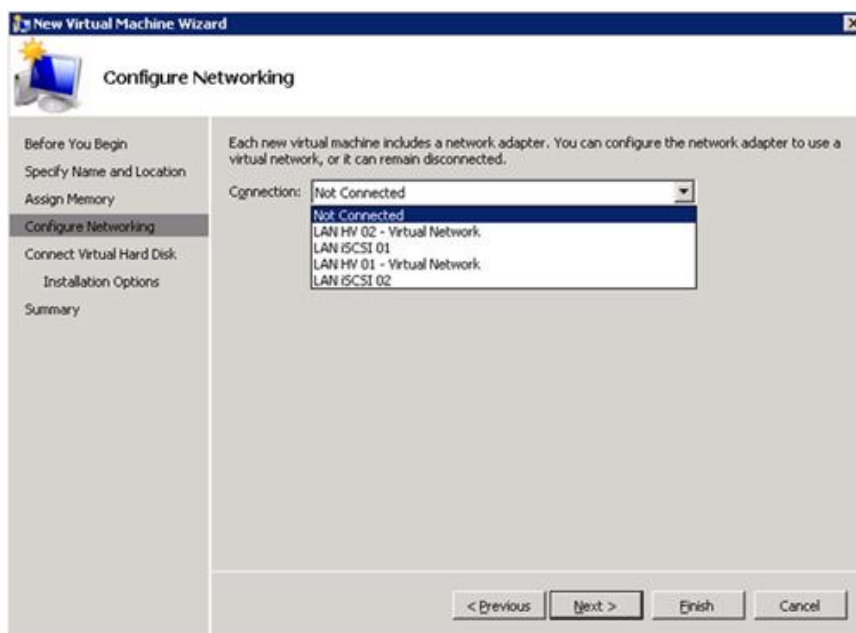 New Virtual Machine Wizard
Configure Networking
Before You Begin
Specify Name and Location
Assign Memory
Configure Networking
Connect Virtual Hard Disk
Installation Options
Summary
Each new virtual machine includes a network adapter. You can configure the network adapter to use a
virtual network, or it can remain disconnected.
Connection: Not Connected
Not Connected
LAN HV 02 - Virtual Network
LAN iSCSI 01
LAN HV 01 - Virtual Network
LAN iSCSI 02
< Previous
Next >
Finish
Cancel